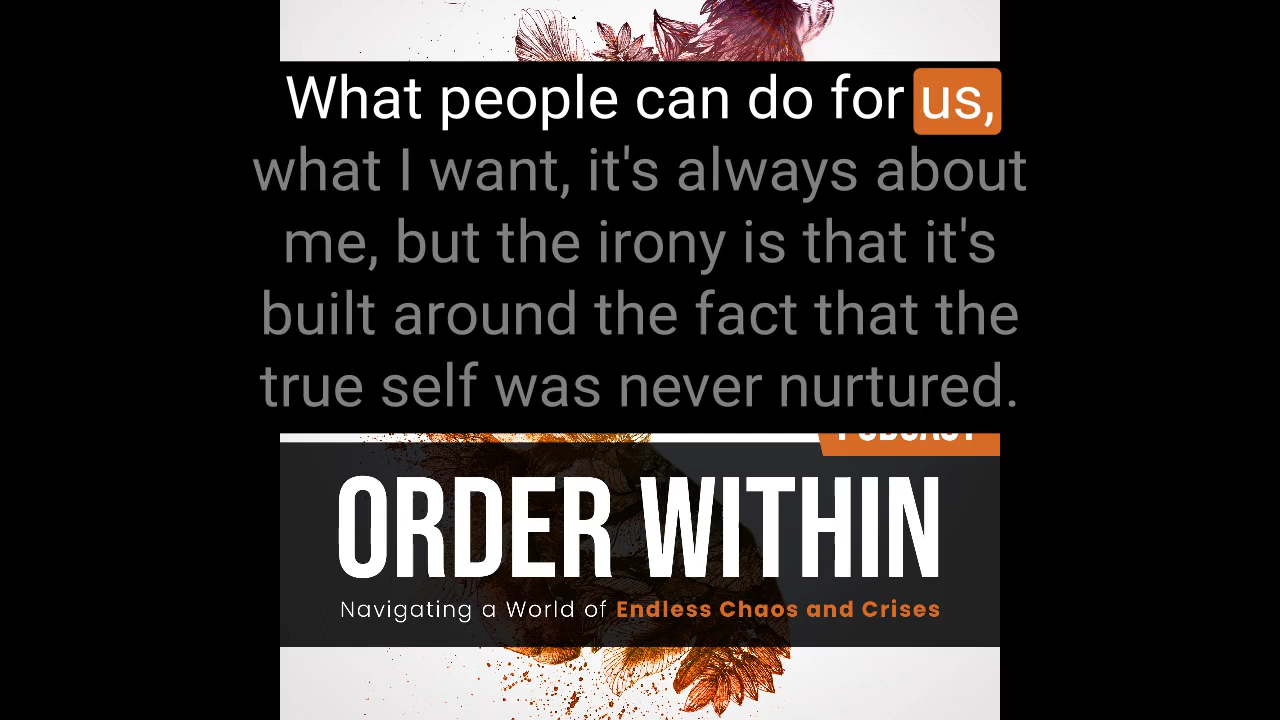 What people can do for us,
what I want, it's always about
me, but the irony is that it's
built around the fact that the
true self was never nurtured.
PODCAST
ORDER WITHIN
Navigating a World of Endless Chaos and Crises